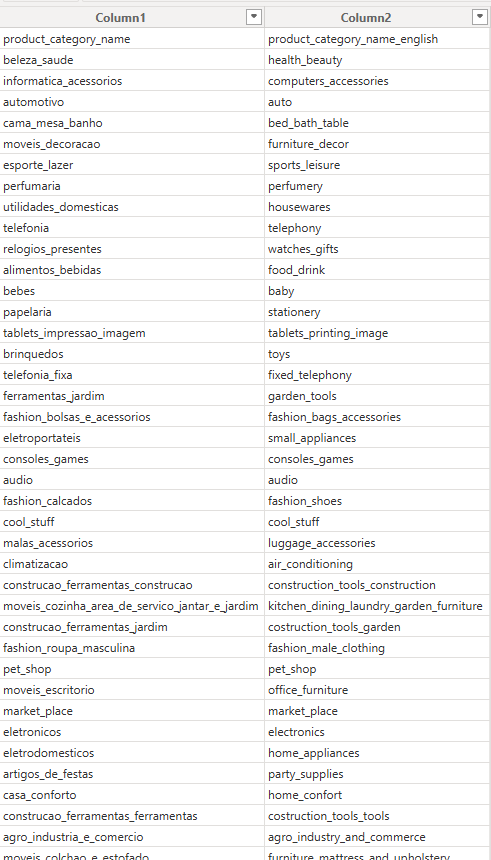 Column1 Column2
product_category_name product_category_name_english
beleza_saude health_beauty
informatica_acessorios computers_accessories
automotivo auto
cama_mesa_banho bed_bath_table
moveis_decoracao furniture_decor
esporte_lazer sports_leisure
perfumaria perfumery
utilidades_domesticas housewares
telefonia telephony
relogios_presentes watches_gifts
alimentos_bebidas food_drink
bebes baby
papelaria stationery
tablets_impressao_imagem tablets_printing_image
brinquedos toys
telefonia_fixa fixed_telephony
ferramentas_jardim garden_tools
fashion_bolsas_e_acessorios fashion_bags_accessories
eletroportateis small_appliances
consoles_games consoles_games
audio audio
fashion_calcados fashion_shoes
cool_stuff cool_stuff
malas_acessorios luggage_accessories
climatizacao air_conditioning
construcao_ferramentas_construcao construction_tools_construction
moveis_cozinha_area_de_servico_jantar_e_jardim kitchen_dining_laundry_garden_furniture
construcao_ferramentas_jardim costruction_tools_garden
fashion_roupa_masculina fashion_male_clothing
pet_shop pet_shop
moveis_escritorio office_furniture
market_place market_place
eletronicos electronics
eletrodomesticos home_appliances
artigos_de_festas party_supplies
casa_conforto home_confort
construcao_ferramentas_ferramentas costruction_tools_tools
agro_industria_e_comercio agro_industry_and_commerce
moveis_colchao_e_estofado furniture_mattress_and_upholstery